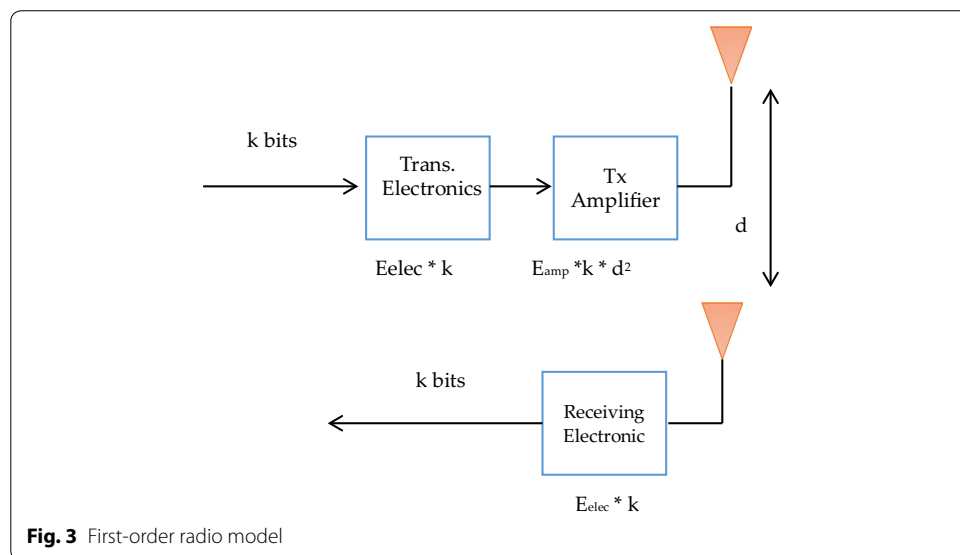 k bits
Trans.
Electronics
Tx
Amplifier
d
Eelec * k
Eamp *k * d²
k bits
Receiving
Electronic
Eelec * k
Fig. 3 First-order radio model